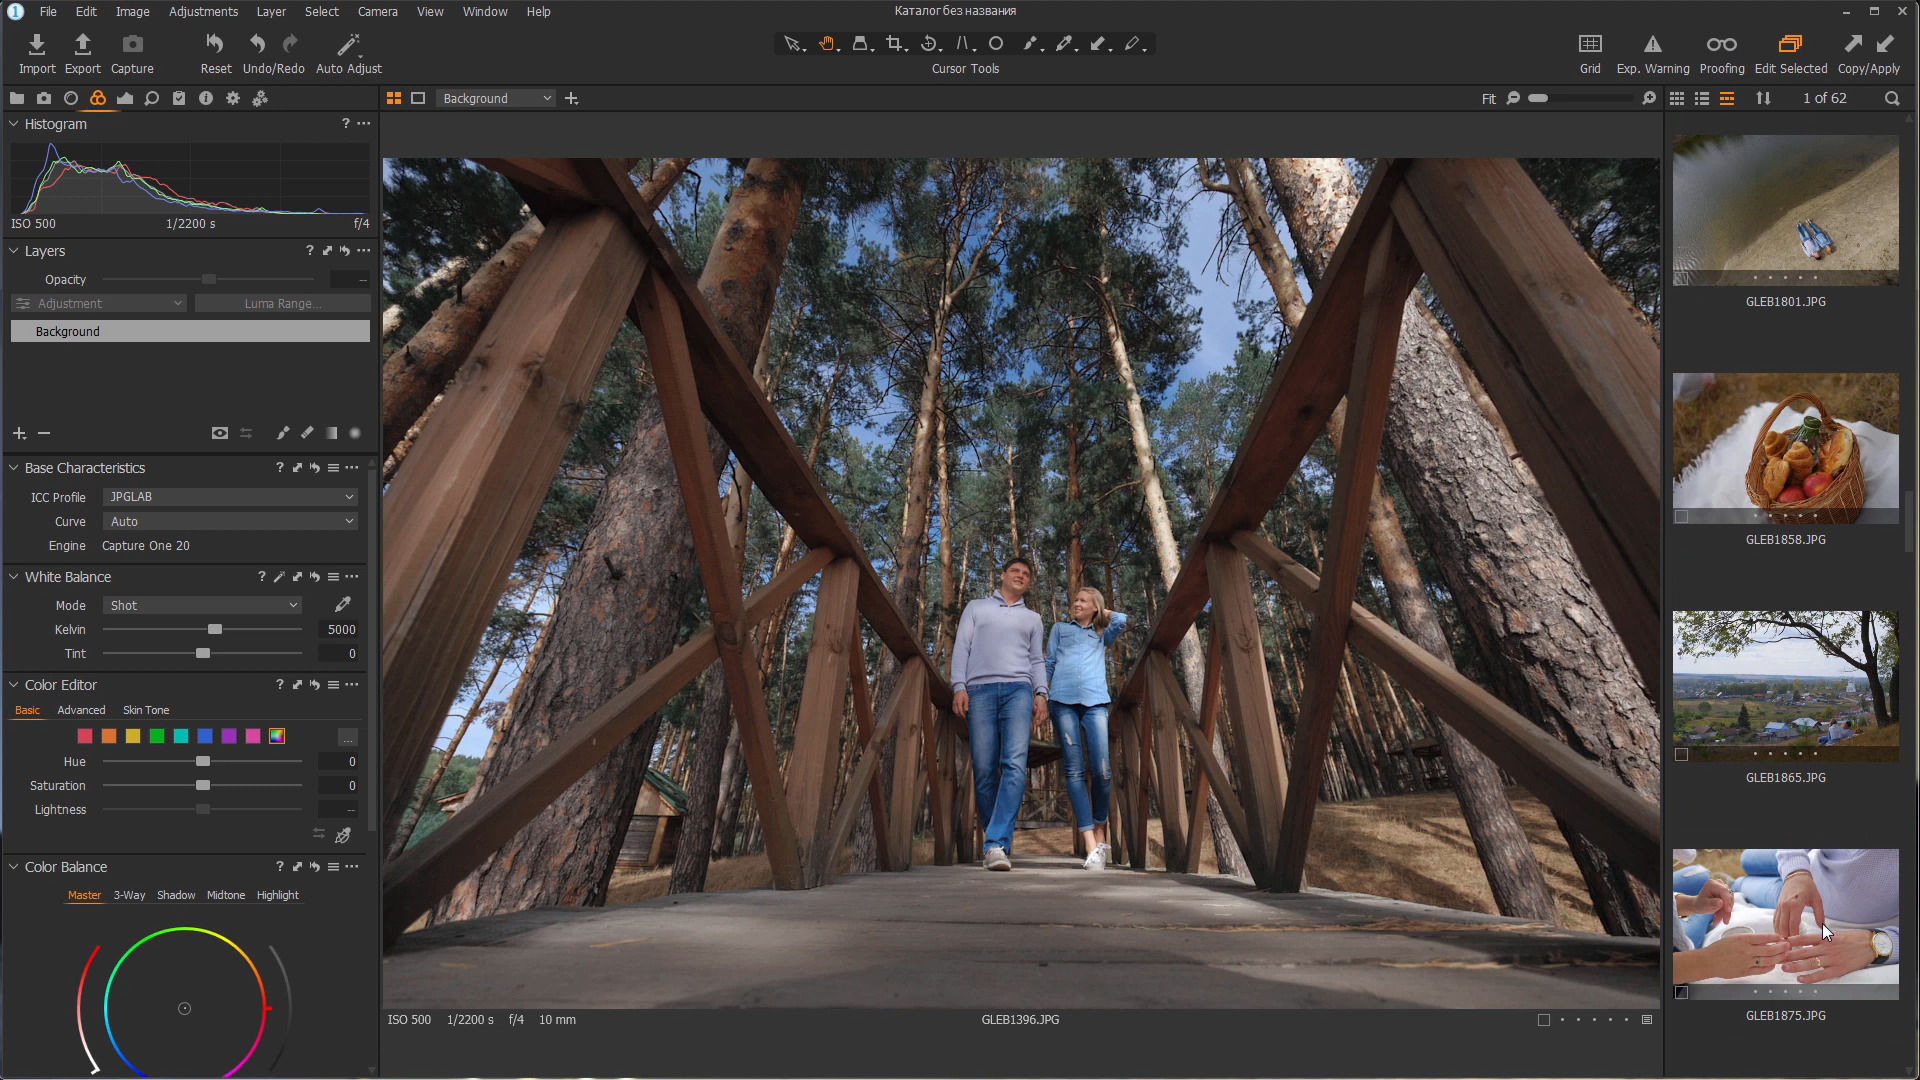 File Edit Image Adjustments Layer Select Camera View Window Help
Каталог без названия
Import Export Capture Reset Undo/Redo Auto Adjust
Cursor Tools
Grid Exp. Warning Proofing Edit Selected Copy/Apply
Background
Fit
1 of 62
Histogram
ISO 500 1/2200 s f/4
Layers
Opacity --
Adjustment Luma Range...
Background
Base Characteristics
ICC Profile JPGLAB
Curve Auto
Engine Capture One 20
White Balance
Mode Shot
Kelvin 5000
Tint 0
Color Editor
Basic Advanced Skin Tone
...
Hue 0
Saturation 0
Lightness --
Color Balance
Master 3-Way Shadow Midtone Highlight
ISO 500 1/2200 s f/4 10 mm
GLEB1396.JPG
GLEB1801.JPG
GLEB1858.JPG
GLEB1865.JPG
GLEB1875.JPG